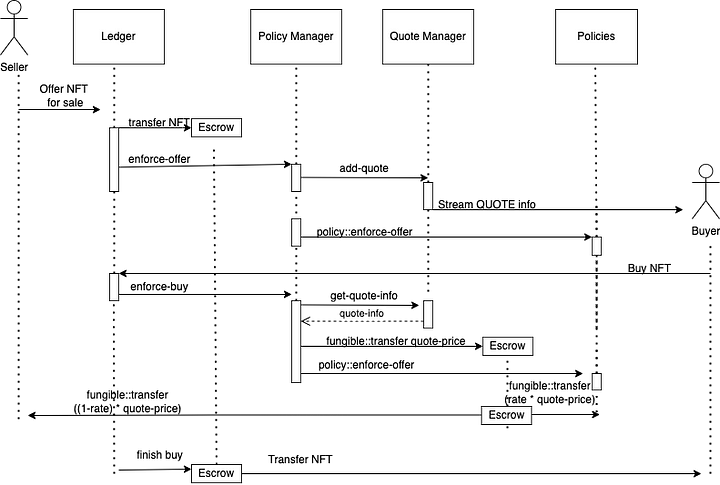 Ledger
Policy Manager
Quote Manager
Policies
Seller
Offer NFT
for sale
transfer NFT
Escrow
enforce-offer
add-quote
Stream QUOTE info
Buyer
policy::enforce-offer
Buy NFT
enforce-buy
get-quote-info
quote-info
fungible::transfer quote-price
Escrow
policy::enforce-offer
fungible::transfer
(rate * quote-price)
fungible::transfer
((1-rate) * quote-price)
Escrow
finish buy
Escrow
Transfer NFT